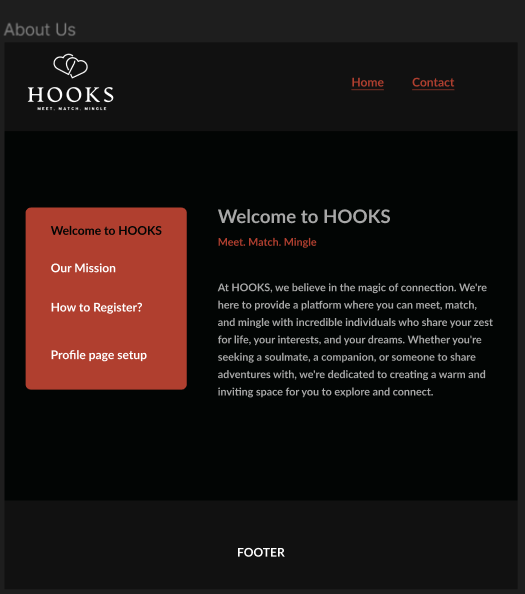 About Us
HOOKS
MEET. MATCH. MINGLE
Home
Contact
Welcome to HOOKS
Our Mission
How to Register?
Profile page setup
Welcome to HOOKS
Meet. Match. Mingle
At HOOKS, we believe in the magic of connection. We're
here to provide a platform where you can meet, match,
and mingle with incredible individuals who share your zest
for life, your interests, and your dreams. Whether you're
seeking a soulmate, a companion, or someone to share
adventures with, we're dedicated to creating a warm and
inviting space for you to explore and connect.
FOOTER